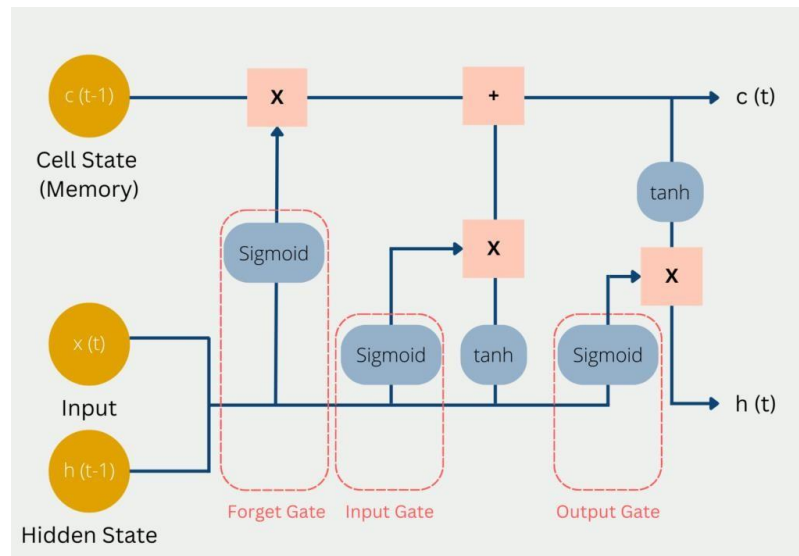 c (t-1)
X
+
c (t)
Cell State
(Memory)
tanh
Sigmoid
X
X
x (t)
Sigmoid
tanh
Sigmoid
Input
h (t)
h (t-1)
Forget Gate
Input Gate
Output Gate
Hidden State